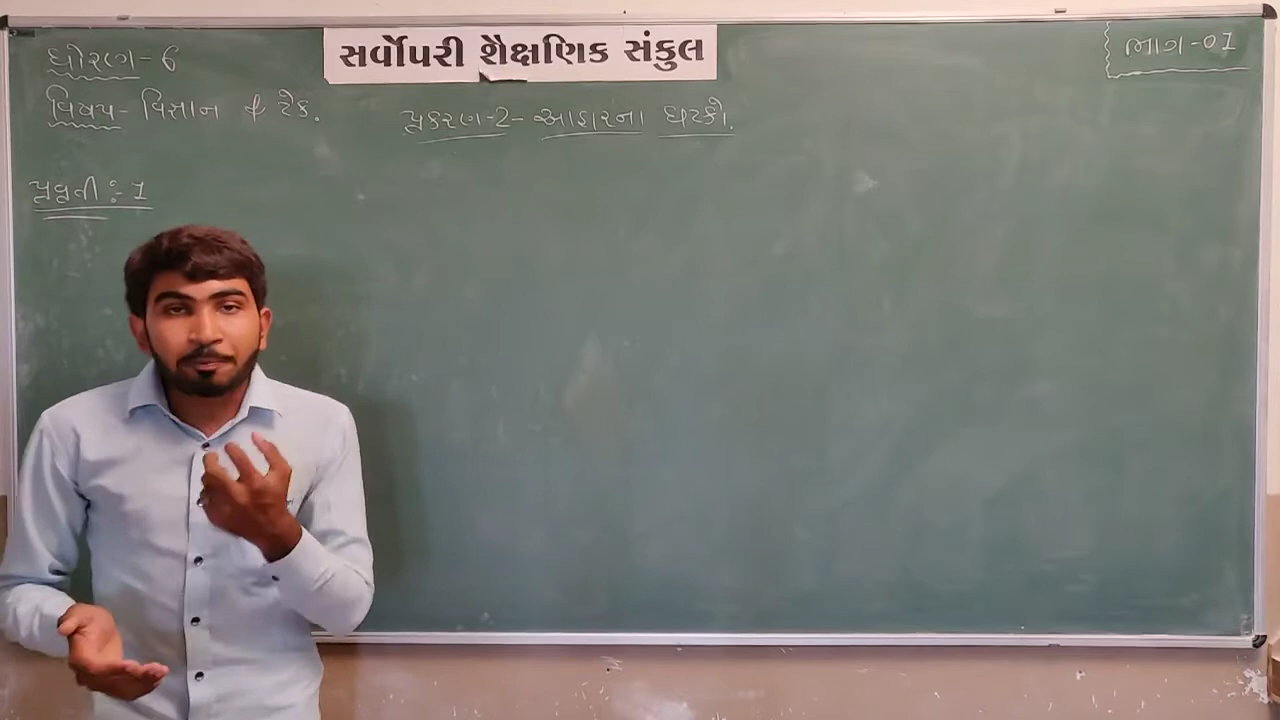 સર્વોપરી શૈક્ષણિક સંકુલ
ધોરણ-6
ભાગ-01
વિષય- વિજ્ઞાન & ટેક.
પ્રકરણ-2- આહારના ઘટકો.
પ્રવૃતી :- 1